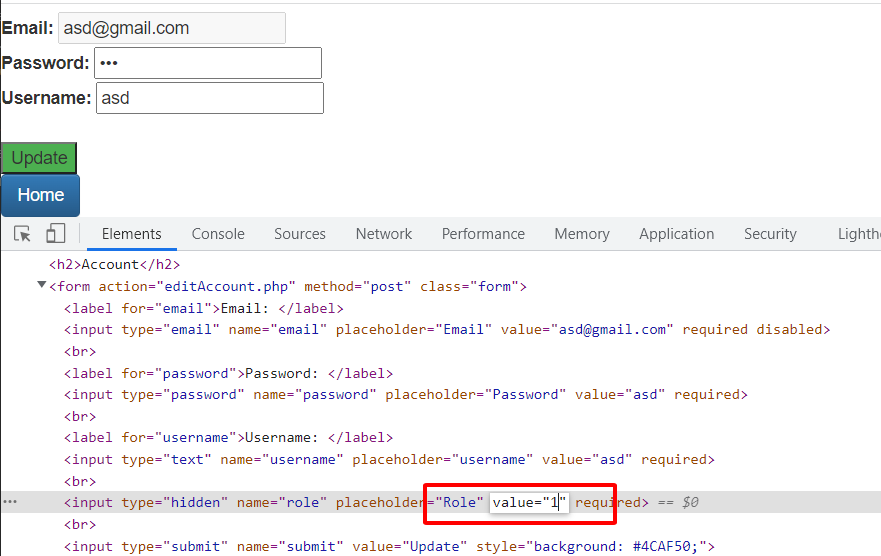 Email: asd@gmail.com
Password: •••
Username: asd
Update
Home
Elements Console Sources Network Performance Memory Application Security Lighth
<h2>Account</h2>
▼<form action="editAccount.php" method="post" class="form">
<label for="email">Email: </label>
<input type="email" name="email" placeholder="Email" value="asd@gmail.com" required disabled>
<br>
<label for="password">Password: </label>
<input type="password" name="password" placeholder="Password" value="asd" required>
<br>
<label for="username">Username: </label>
<input type="text" name="username" placeholder="username" value="asd" required>
<br>
<input type="hidden" name="role" placeholder="Role" value="1" required> == $0
<br>
<input type="submit" name="submit" value="Update" style="background: #4CAF50;">